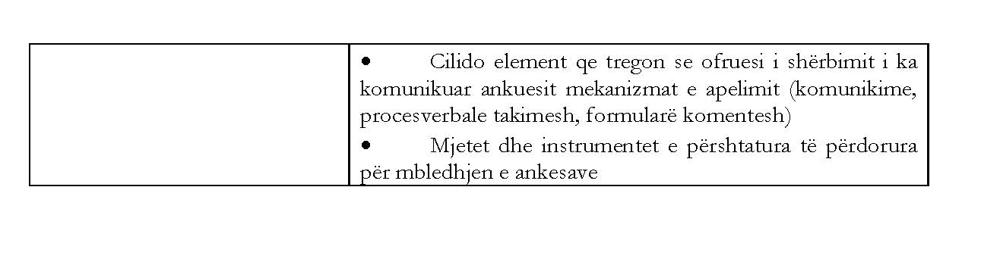 • Cilido element qe tregon se ofruesi i shërbimit i ka
komunikuar ankuesit mekanizmat e apelimit (komunikime,
procesverbale takimesh, formularë komentesh)
• Mjetet dhe instrumentet e përshtatura të përdorura
për mbledhjen e ankesave